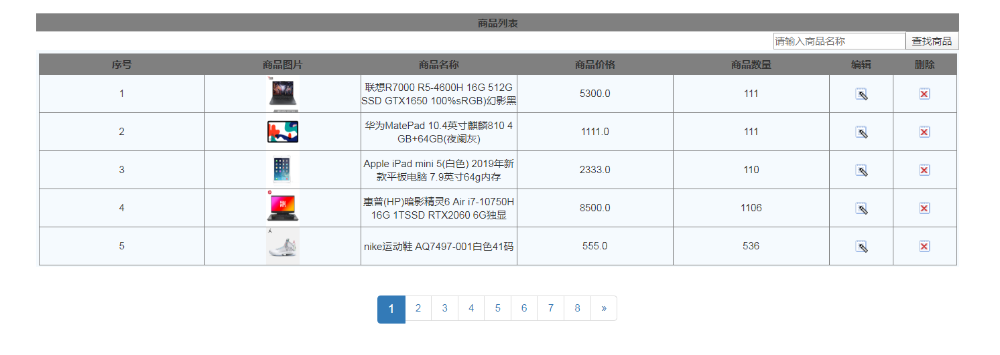 商品列表
请输入商品名称 查找商品
序号 商品图片 商品名称 商品价格 商品数量 编辑 删除
1 联想R7000 R5-4600H 16G 512G 5300.0 111
SSD GTX1650 100%sRGB)幻影黑
2 华为MatePad 10.4英寸麒麟810 4 1111.0 111
GB+64GB(夜阑灰)
3 Apple iPad mini 5(白色) 2019年新 2333.0 110
款平板电脑 7.9英寸64g内存
4 惠普(HP)暗影精灵6 Air i7-10750H 8500.0 1106
16G 1TSSD RTX2060 6G独显
5 nike运动鞋 AQ7497-001白色41码 555.0 536
1 2 3 4 5 6 7 8 »